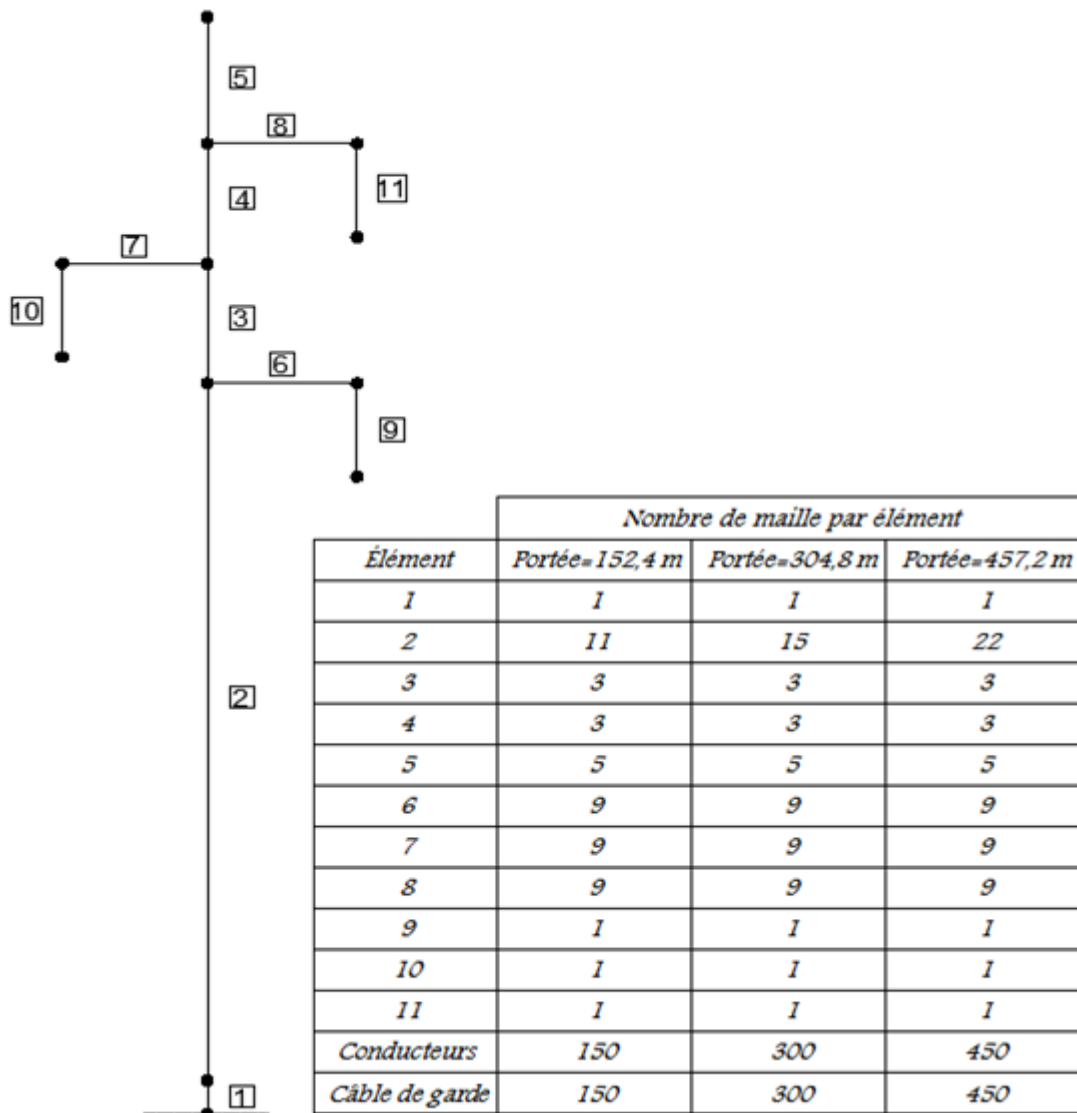 5
8
4
11
7
10
3
6
9
2
1
Nombre de maille par élément
Élément Portée=152,4 m Portée=304,8 m Portée=457,2 m
1 1 1 1
2 11 15 22
3 3 3 3
4 3 3 3
5 5 5 5
6 9 9 9
7 9 9 9
8 9 9 9
9 1 1 1
10 1 1 1
11 1 1 1
Conducteurs 150 300 450
Câble de garde 150 300 450